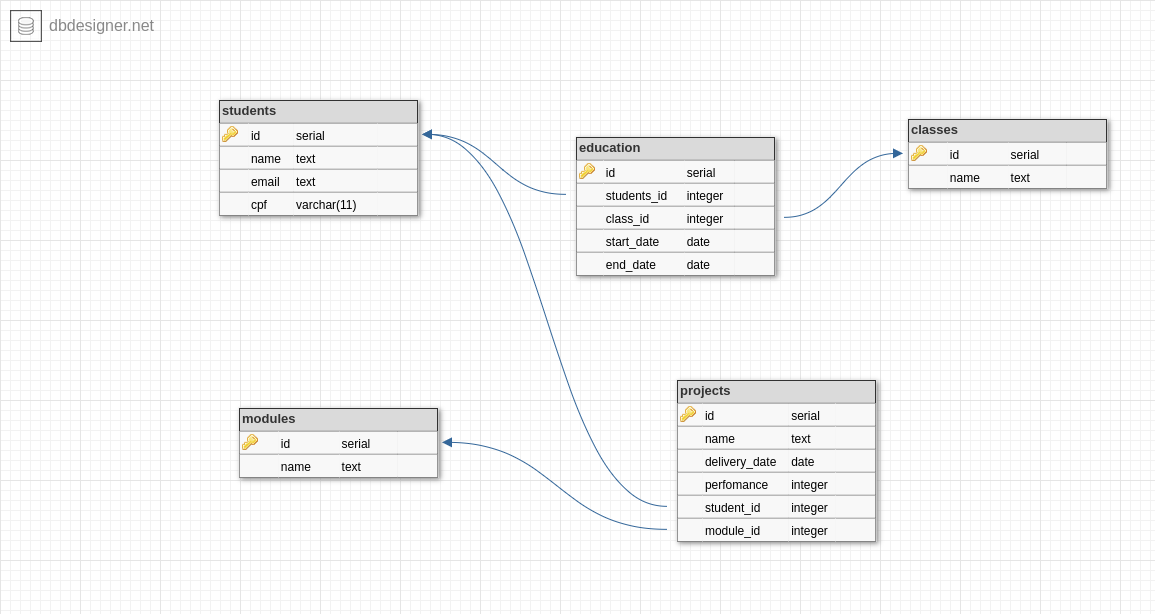 dbdesigner.net
students
id serial
name text
email text
cpf varchar(11)
education
id serial
students_id integer
class_id integer
start_date date
end_date date
classes
id serial
name text
modules
id serial
name text
projects
id serial
name text
delivery_date date
perfomance integer
student_id integer
module_id integer